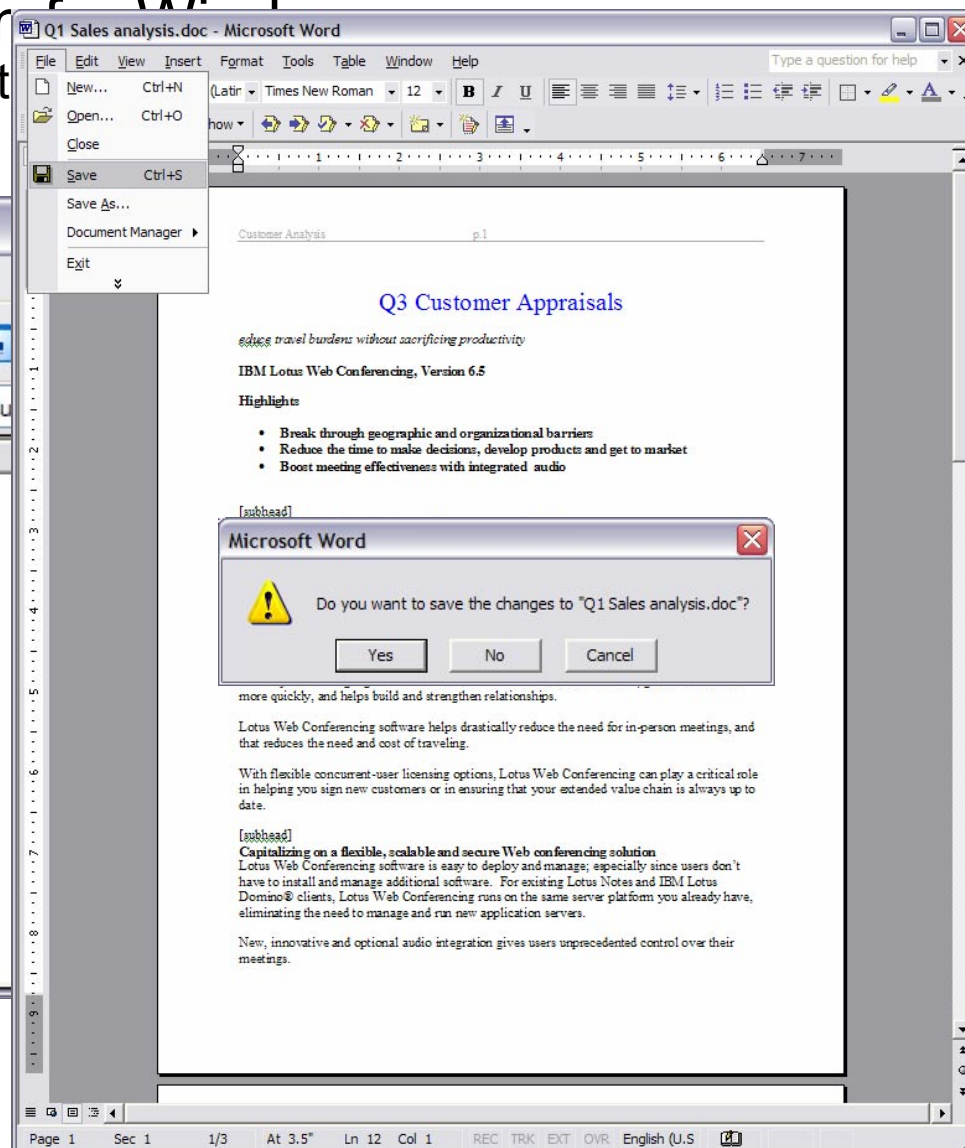 Q1 Sales analysis.doc - Microsoft Word
File Edit View Insert Format Tools Table Window Help
Type a question for help
New... Ctrl+N
Open... Ctrl+O
Close
Save Ctrl+S
Save As...
Document Manager
Exit
(Latir
Times New Roman
12
B I U
how
1 2 3 4 5 6 7
Customer Analysis p.1
Q3 Customer Appraisals
educe travel burdens without sacrificing productivity
IBM Lotus Web Conferencing, Version 6.5
Highlights
• Break through geographic and organizational barriers
• Reduce the time to make decisions, develop products and get to market
• Boost meeting effectiveness with integrated audio
[subhead]
Microsoft Word
Do you want to save the changes to "Q1 Sales analysis.doc"?
Yes No Cancel
more quickly, and helps build and strengthen relationships.
Lotus Web Conferencing software helps drastically reduce the need for in-person meetings, and
that reduces the need and cost of traveling.
With flexible concurrent-user licensing options, Lotus Web Conferencing can play a critical role
in helping you sign new customers or in ensuring that your extended value chain is always up to
date.
[subhead]
Capitalizing on a flexible, scalable and secure Web conferencing solution
Lotus Web Conferencing software is easy to deploy and manage; especially since users don't
have to install and manage additional software. For existing Lotus Notes and IBM Lotus
Domino® clients, Lotus Web Conferencing runs on the same server platform you already have,
eliminating the need to manage and run new application servers.
New, innovative and optional audio integration gives users unprecedented control over their
meetings.
Page 1 Sec 1 1/3 At 3.5" Ln 12 Col 1 REC TRK EXT OVR English (U.S